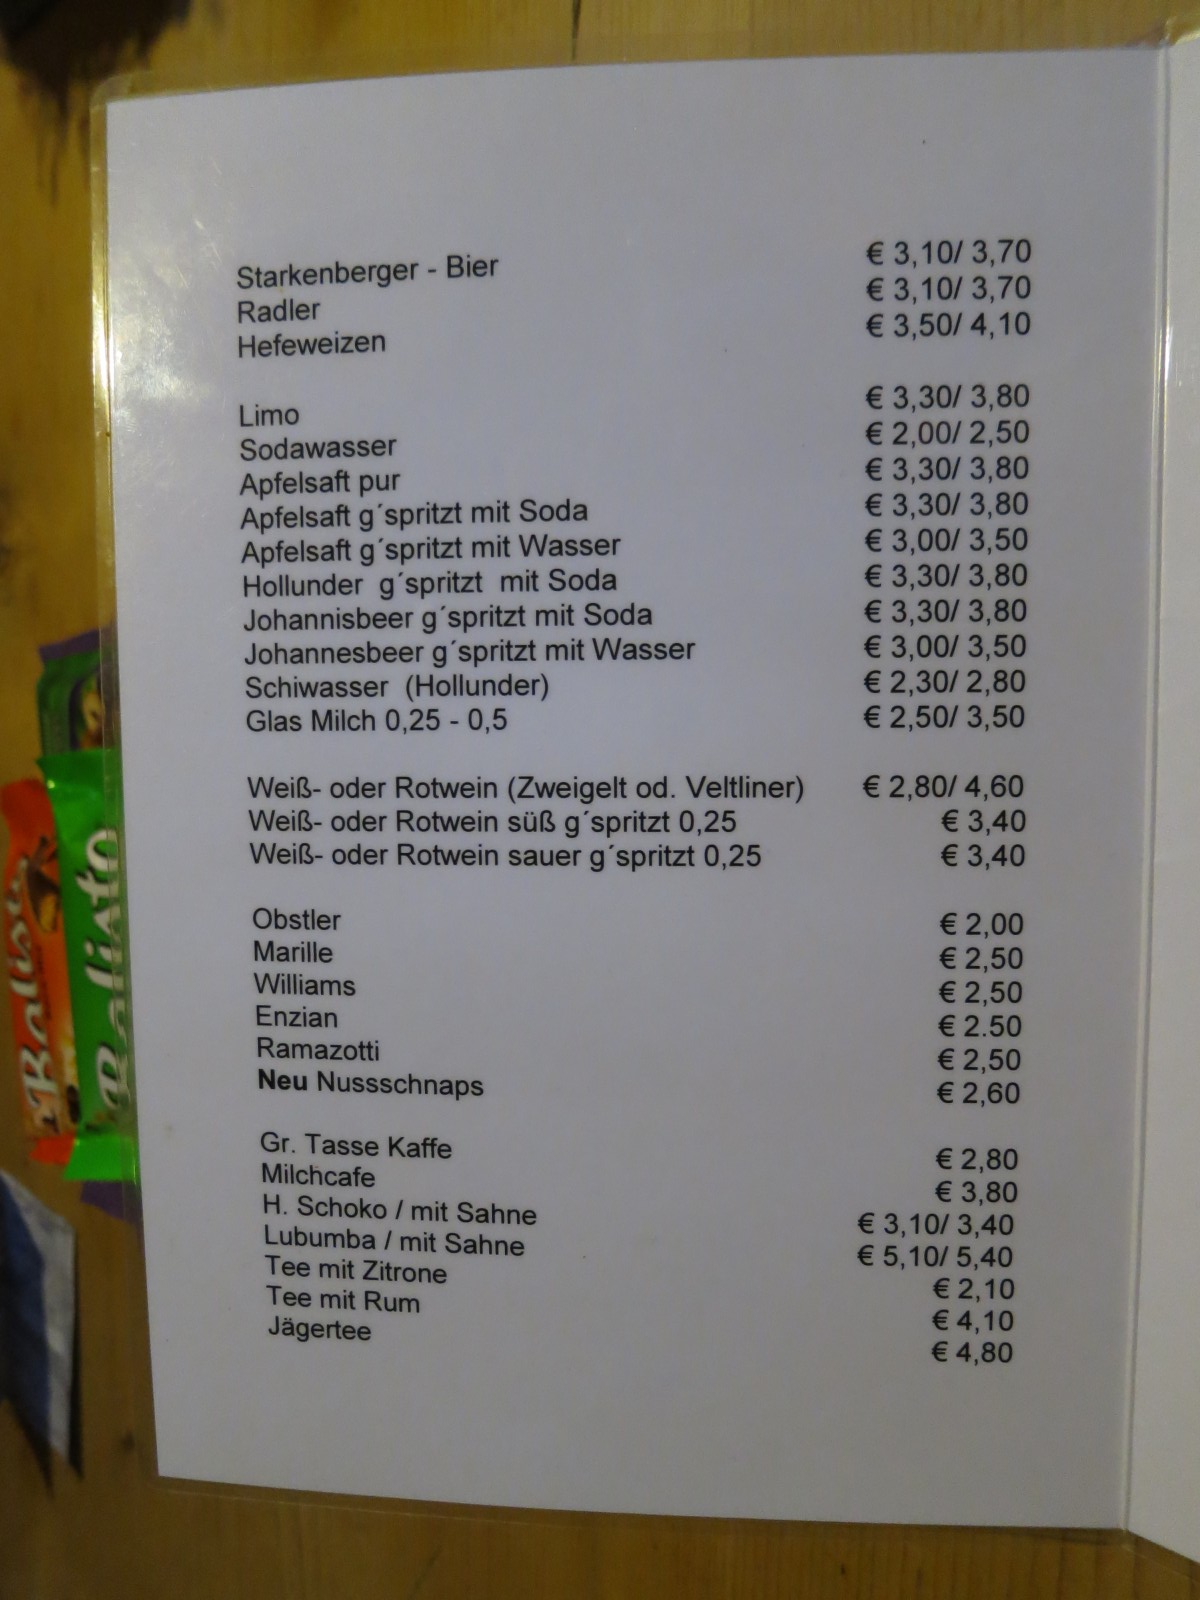 Starkenberger - Bier € 3,10/ 3,70
Radler € 3,10/ 3,70
Hefeweizen € 3,50/ 4,10
Limo € 3,30/ 3,80
Sodawasser € 2,00/ 2,50
Apfelsaft pur € 3,30/ 3,80
Apfelsaft g´spritzt mit Soda € 3,30/ 3,80
Apfelsaft g´spritzt mit Wasser € 3,00/ 3,50
Hollunder g´spritzt mit Soda € 3,30/ 3,80
Johannisbeer g´spritzt mit Soda € 3,30/ 3,80
Johannesbeer g´spritzt mit Wasser € 3,00/ 3,50
Schiwasser (Hollunder) € 2,30/ 2,80
Glas Milch 0,25 - 0,5 € 2,50/ 3,50
Weiß- oder Rotwein (Zweigelt od. Veltliner) € 2,80/ 4,60
Weiß- oder Rotwein süß g´spritzt 0,25 € 3,40
Weiß- oder Rotwein sauer g´spritzt 0,25 € 3,40
Obstler € 2,00
Marille € 2,50
Williams € 2,50
Enzian € 2.50
Ramazotti € 2,50
Neu Nussschnaps € 2,60
Gr. Tasse Kaffe € 2,80
Milchcafe € 3,80
H. Schoko / mit Sahne € 3,10/ 3,40
Lubumba / mit Sahne € 5,10/ 5,40
Tee mit Zitrone € 2,10
Tee mit Rum € 4,10
Jägertee € 4,80
Balisto